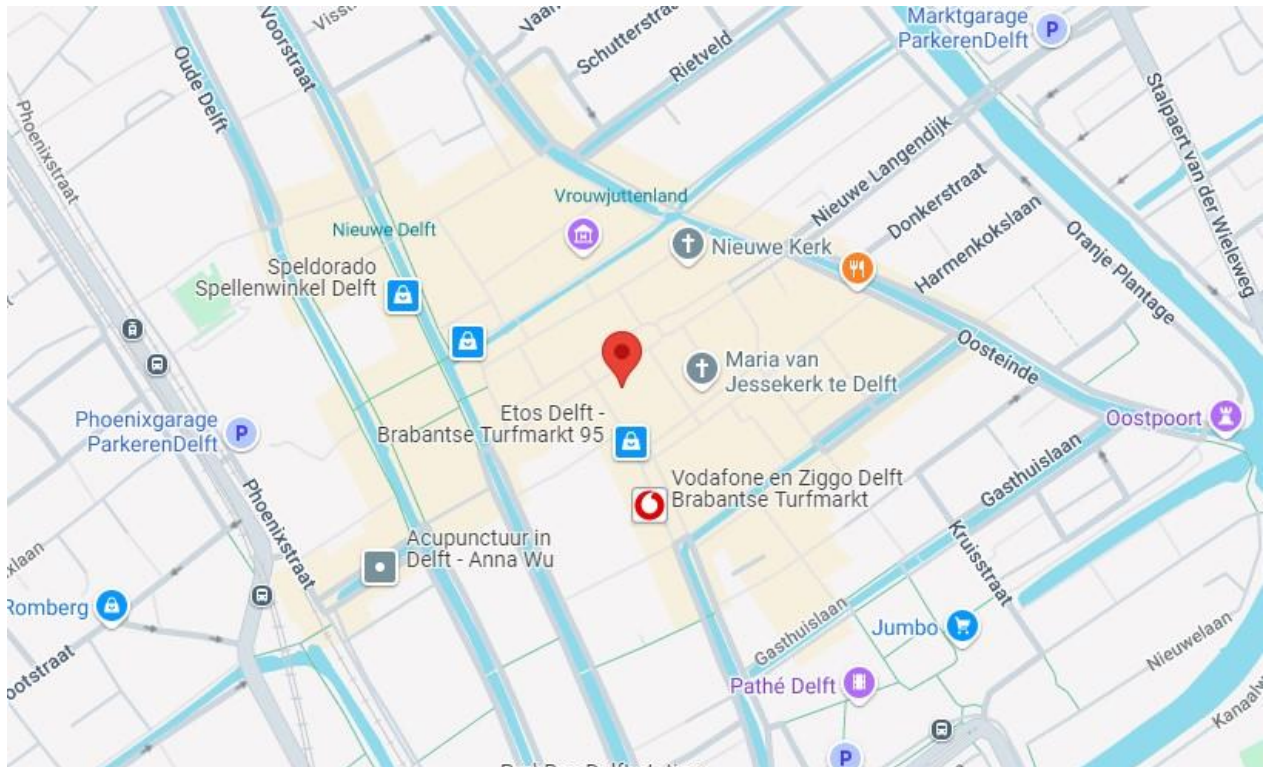 Visst
Naan
Marktgarage
ParkerenDelft
P
Schutterstraat
Rietveld
Voorstraat
Oude Delft
Phoenixstraat
Stalpaert van der Wieleweg
Nieuwe Langendijk
Donkerstraat
Vrouwjuttenland
Nieuwe Delft
Nieuwe Kerk
Harmenkokslaan
Oranje Plantage
Speldorado
Spellenwinkel Delft
Oosteinde
Maria van
Jessekerk te Delft
Phoenixgarage
ParkerenDelft
P
Etos Delft -
Brabantse Turfmarkt 95
Oostpoort
Gasthuislaan
Vodafone en Ziggo Delft
Brabantse Turfmarkt
Phoenixstraat
Acupunctuur in
Delft - Anna Wu
Kruisstraat
xlaan
Romberg
Gasthuislaan
Jumbo
Nieuwelaan
ootstraat
Pathé Delft
Kanaalw
P